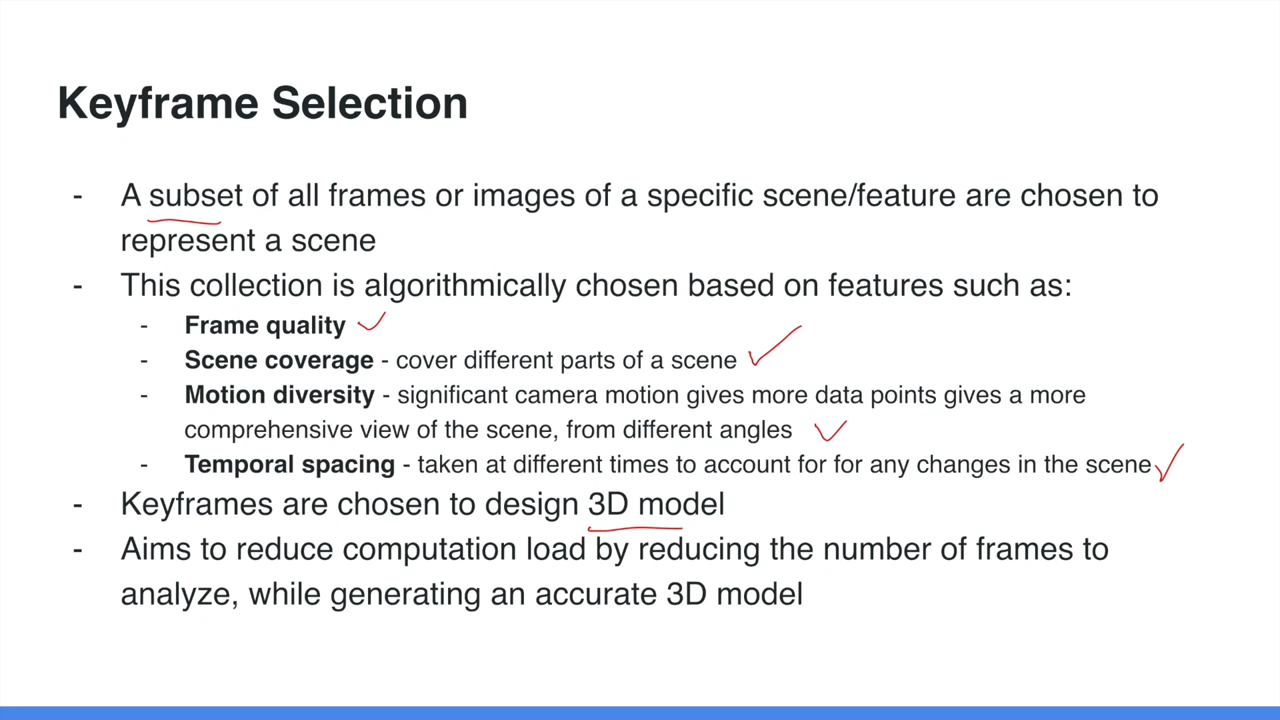 Keyframe Selection
- A subset of all frames or images of a specific scene/feature are chosen to
represent a scene
- This collection is algorithmically chosen based on features such as:
- Frame quality
- Scene coverage - cover different parts of a scene
- Motion diversity - significant camera motion gives more data points gives a more
comprehensive view of the scene, from different angles
- Temporal spacing - taken at different times to account for for any changes in the scene
- Keyframes are chosen to design 3D model
- Aims to reduce computation load by reducing the number of frames to
analyze, while generating an accurate 3D model